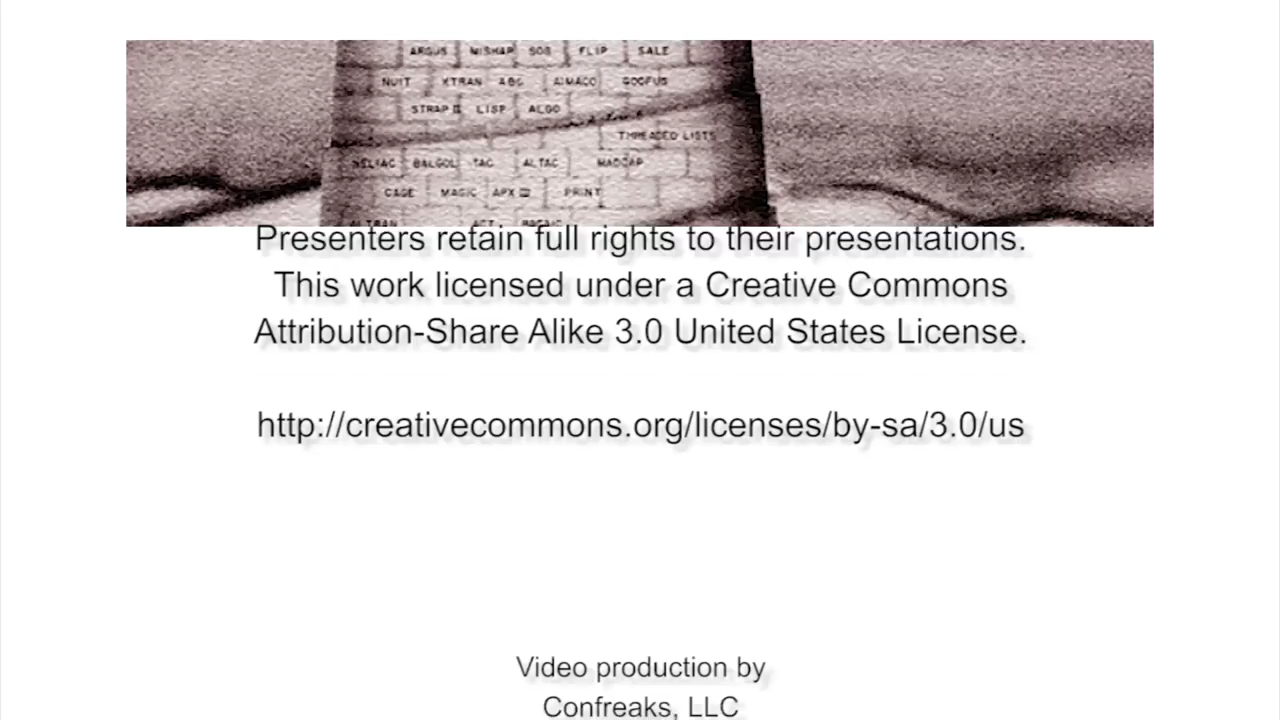 ARGUS MISHAP SOB FLIP SALE
NUIT XTRAN ABC AIMACO GOOFUS
STRAP II LISP ALGO
THREADED LISTS
NELIAC BALGOL TAC ALTAC MADCAP
CAGE MAGIC APX III PRINT
ALTRAN ACT
Presenters retain full rights to their presentations.
This work licensed under a Creative Commons
Attribution-Share Alike 3.0 United States License.
http://creativecommons.org/licenses/by-sa/3.0/us
Video production by
Confreaks, LLC